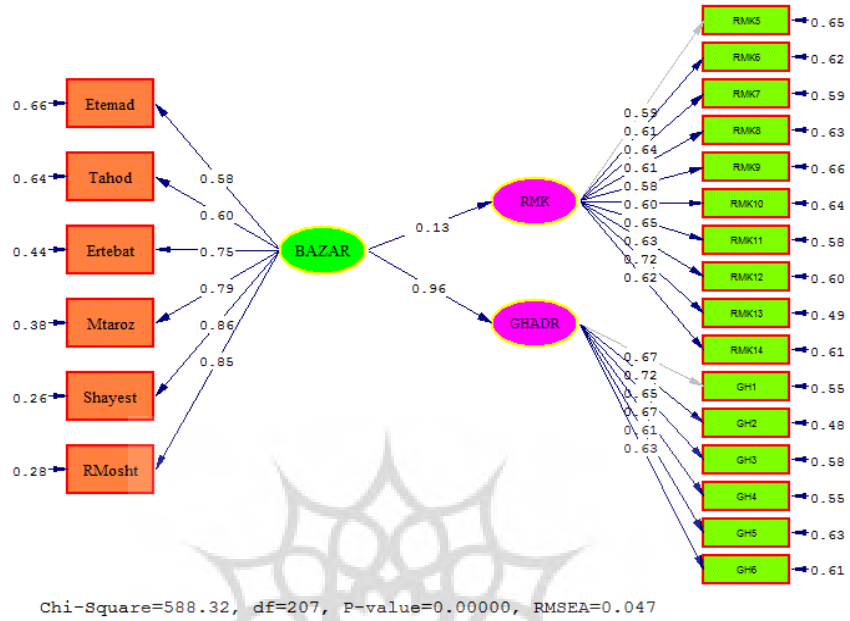 0.66
Etemad
0.64
Tahod
0.44
Ertebat
0.38
Mtaroz
0.26
Shayest
0.28
RMosht
0.58
0.60
0.75
0.79
0.86
0.85
BAZAR
0.13
0.96
RMK
GHADR
0.59
0.61
0.64
0.61
0.58
0.60
0.65
0.63
0.72
0.62
0.67
0.72
0.65
0.67
0.61
0.63
RMK5
0.65
RMK6
0.62
RMK7
0.59
RMK8
0.63
RMK9
0.66
RMK10
0.64
RMK11
0.58
RMK12
0.60
RMK13
0.49
RMK14
0.61
GH1
0.55
GH2
0.48
GH3
0.58
GH4
0.55
GH5
0.63
GH6
0.61
Chi-Square=588.32, df=207, P-value=0.00000, RMSEA=0.047